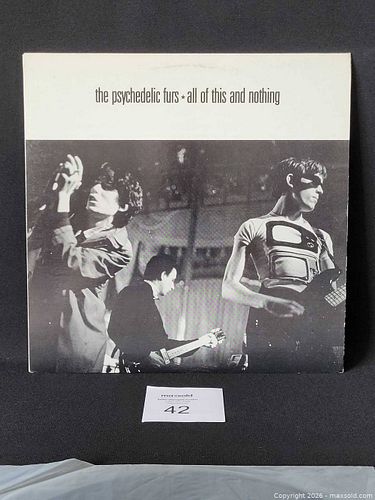 the psychedelic furs * all of this and nothing
maxsold
42
Copyright 2026 - maxsold.com